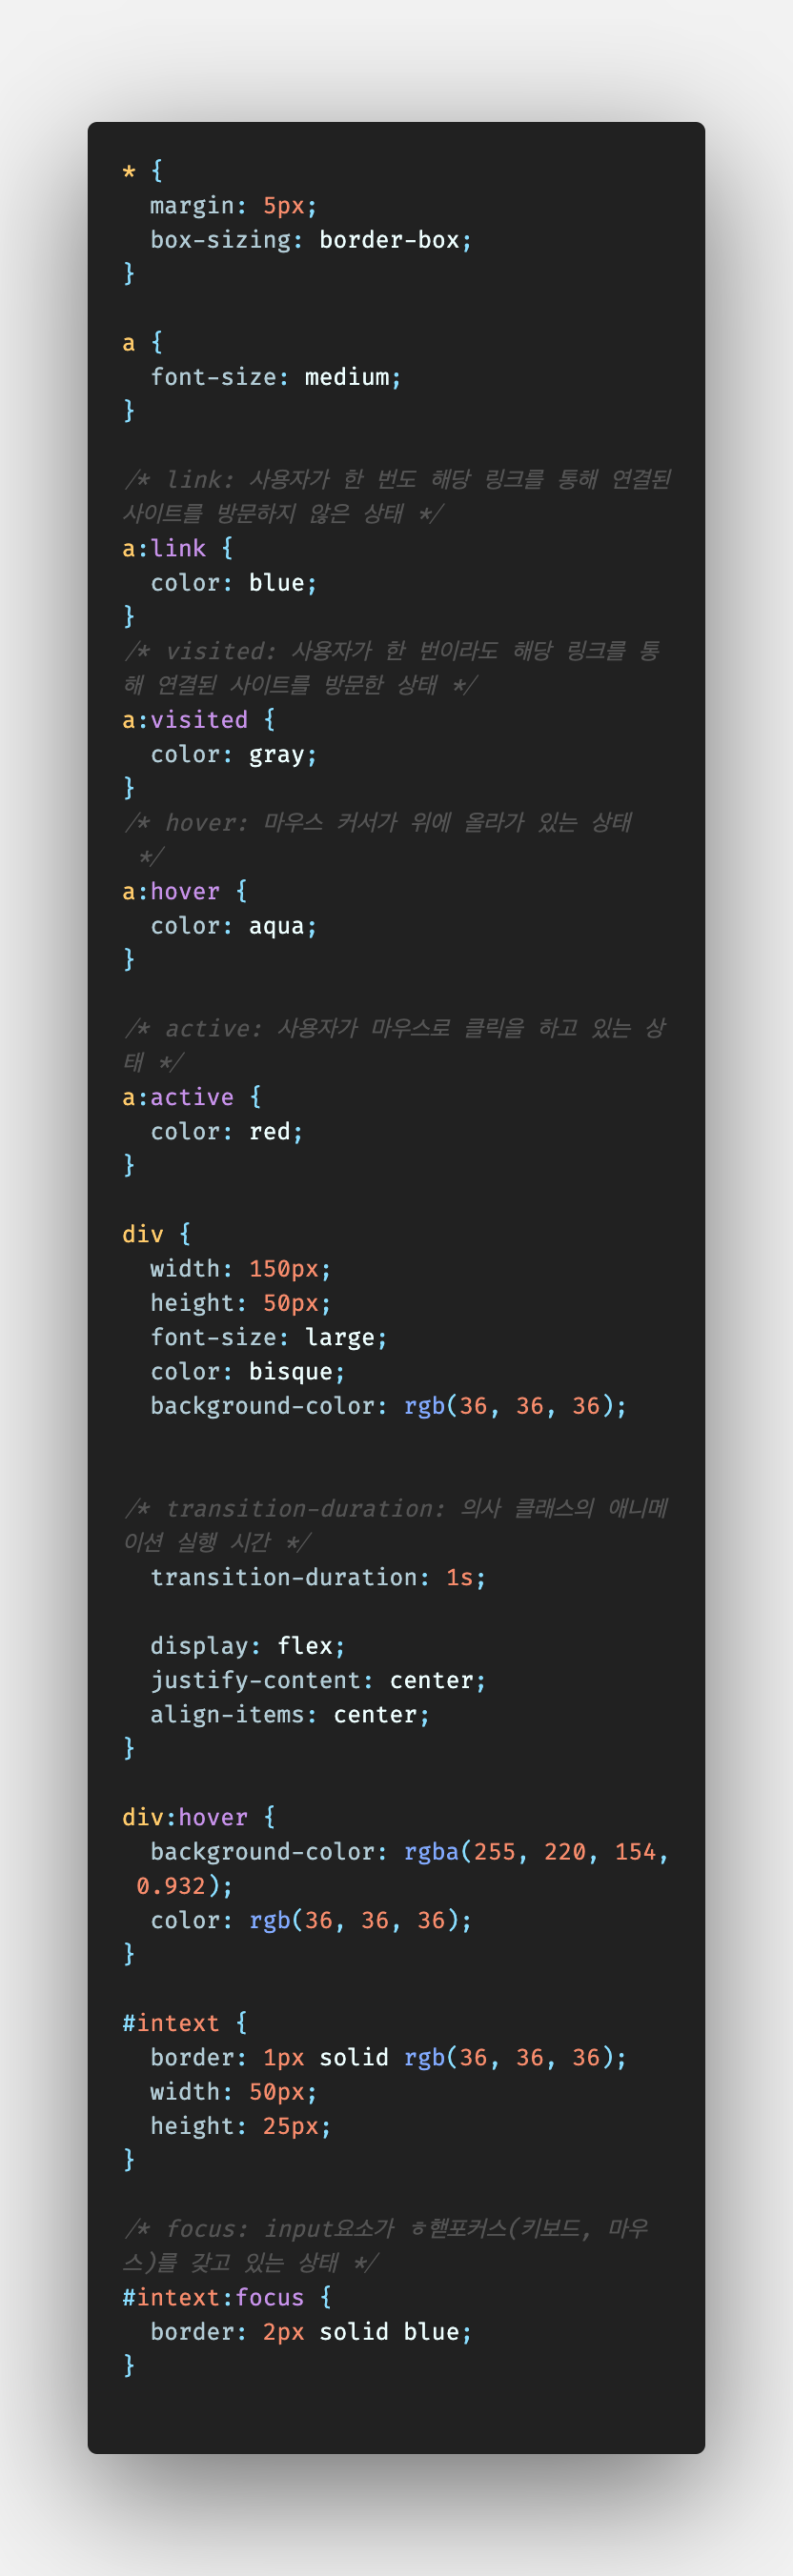 * {
  margin: 5px;
  box-sizing: border-box;
}

a {
  font-size: medium;
}

/* link: 사용자가 한 번도 해당 링크를 통해 연결된
사이트를 방문하지 않은 상태 */
a:link {
  color: blue;
}
/* visited: 사용자가 한 번이라도 해당 링크를 통
해 연결된 사이트를 방문한 상태 */
a:visited {
  color: gray;
}
/* hover: 마우스 커서가 위에 올라가 있는 상태
 */
a:hover {
  color: aqua;
}

/* active: 사용자가 마우스로 클릭을 하고 있는 상
태 */
a:active {
  color: red;
}

div {
  width: 150px;
  height: 50px;
  font-size: large;
  color: bisque;
  background-color: rgb(36, 36, 36);


/* transition-duration: 의사 클래스의 애니메
이션 실행 시간 */
  transition-duration: 1s;

  display: flex;
  justify-content: center;
  align-items: center;
}

div:hover {
  background-color: rgba(255, 220, 154,
 0.932);
  color: rgb(36, 36, 36);
}

#intext {
  border: 1px solid rgb(36, 36, 36);
  width: 50px;
  height: 25px;
}

/* focus: input요소가 ㅎ핻포커스(키보드, 마우
스)를 갖고 있는 상태 */
#intext:focus {
  border: 2px solid blue;
}